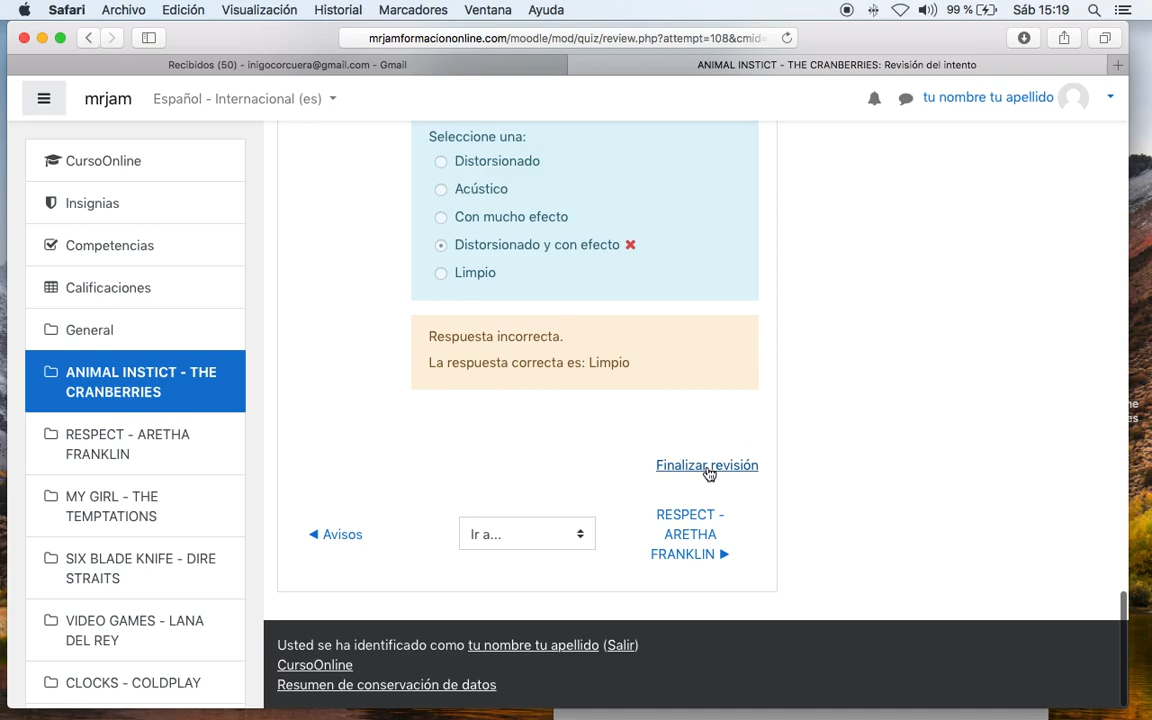 Safari Archivo Edición Visualización Historial Marcadores Ventana Ayuda 99 % Sáb 15:19
mrjamformaciononline.com/moodle/mod/quiz/review.php?attempt=108&cmid=
Recibidos (50) - inigocorcuera@gmail.com - Gmail
ANIMAL INSTICT - THE CRANBERRIES: Revisión del intento
mrjam Español - Internacional (es) tu nombre tu apellido
CursoOnline
Insignias
Competencias
Calificaciones
General
ANIMAL INSTICT - THE
CRANBERRIES
RESPECT - ARETHA
FRANKLIN
MY GIRL - THE
TEMPTATIONS
SIX BLADE KNIFE - DIRE
STRAITS
VIDEO GAMES - LANA
DEL REY
CLOCKS - COLDPLAY
Seleccione una:
Distorsionado
Acústico
Con mucho efecto
Distorsionado y con efecto
Limpio
Respuesta incorrecta.
La respuesta correcta es: Limpio
Finalizar revisión
◀ Avisos
Ir a...
RESPECT -
ARETHA
FRANKLIN ▶
Usted se ha identificado como tu nombre tu apellido (Salir)
CursoOnline
Resumen de conservación de datos